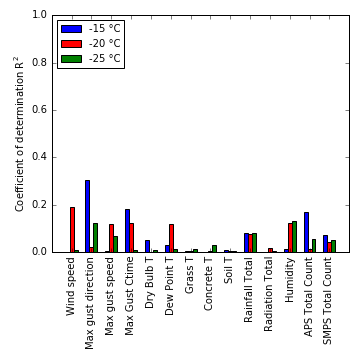 1.0
-15 °C
-20 °C
-25 °C
0.8
0.6
0.4
0.2
0.0
Coefficient of determination R²
Wind speed
Max gust direction
Max gust speed
Max Gust Ctime
Dry Bulb T
Dew Point T
Grass T
Concrete T
Soil T
Rainfall Total
Radiation Total
Humidity
APS Total Count
SMPS Total Count